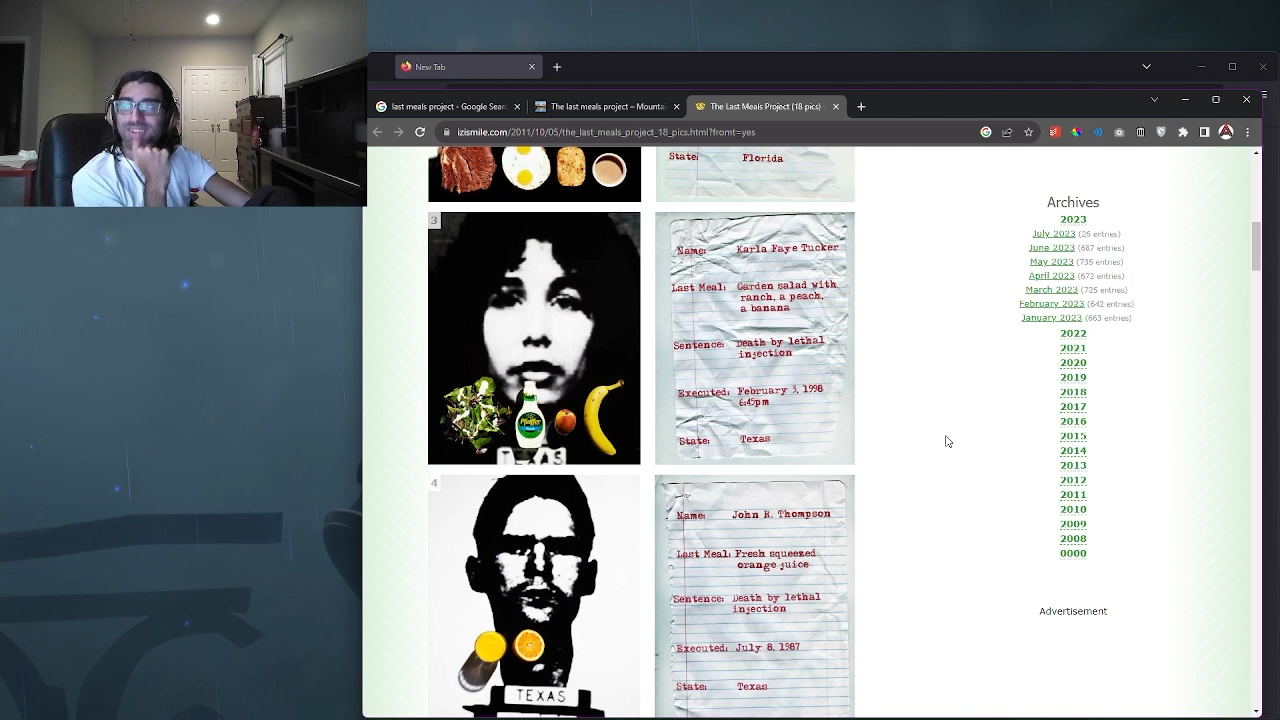 New Tab
last meals project - Google Sear
The last meals project – Mountai
The Last Meals Project (18 pics)
izismile.com/2011/10/05/the_last_meals_project_18_pics.html?from1=yes
State: Florida
3
Name: Karla Faye Tucker
Last Meal: Garden salad with
ranch, a peach,
a banana
Sentence: Death by lethal
injection
Executed: February 3, 1998
6:45pm
State: Texas
Pfeiffer
TEXAS
4
Name: John R. Thompson
Last Meal: Fresh squeezed
orange juice
Sentence: Death by lethal
injection
Executed: July 8, 1987
State: Texas
TEXAS
Archives
2023
July 2023 (26 entries)
June 2023 (687 entries)
May 2023 (735 entries)
April 2023 (672 entries)
March 2023 (725 entries)
February 2023 (642 entries)
January 2023 (663 entries)
2022
2021
2020
2019
2018
2017
2016
2015
2014
2013
2012
2011
2010
2009
2008
0000
Advertisement